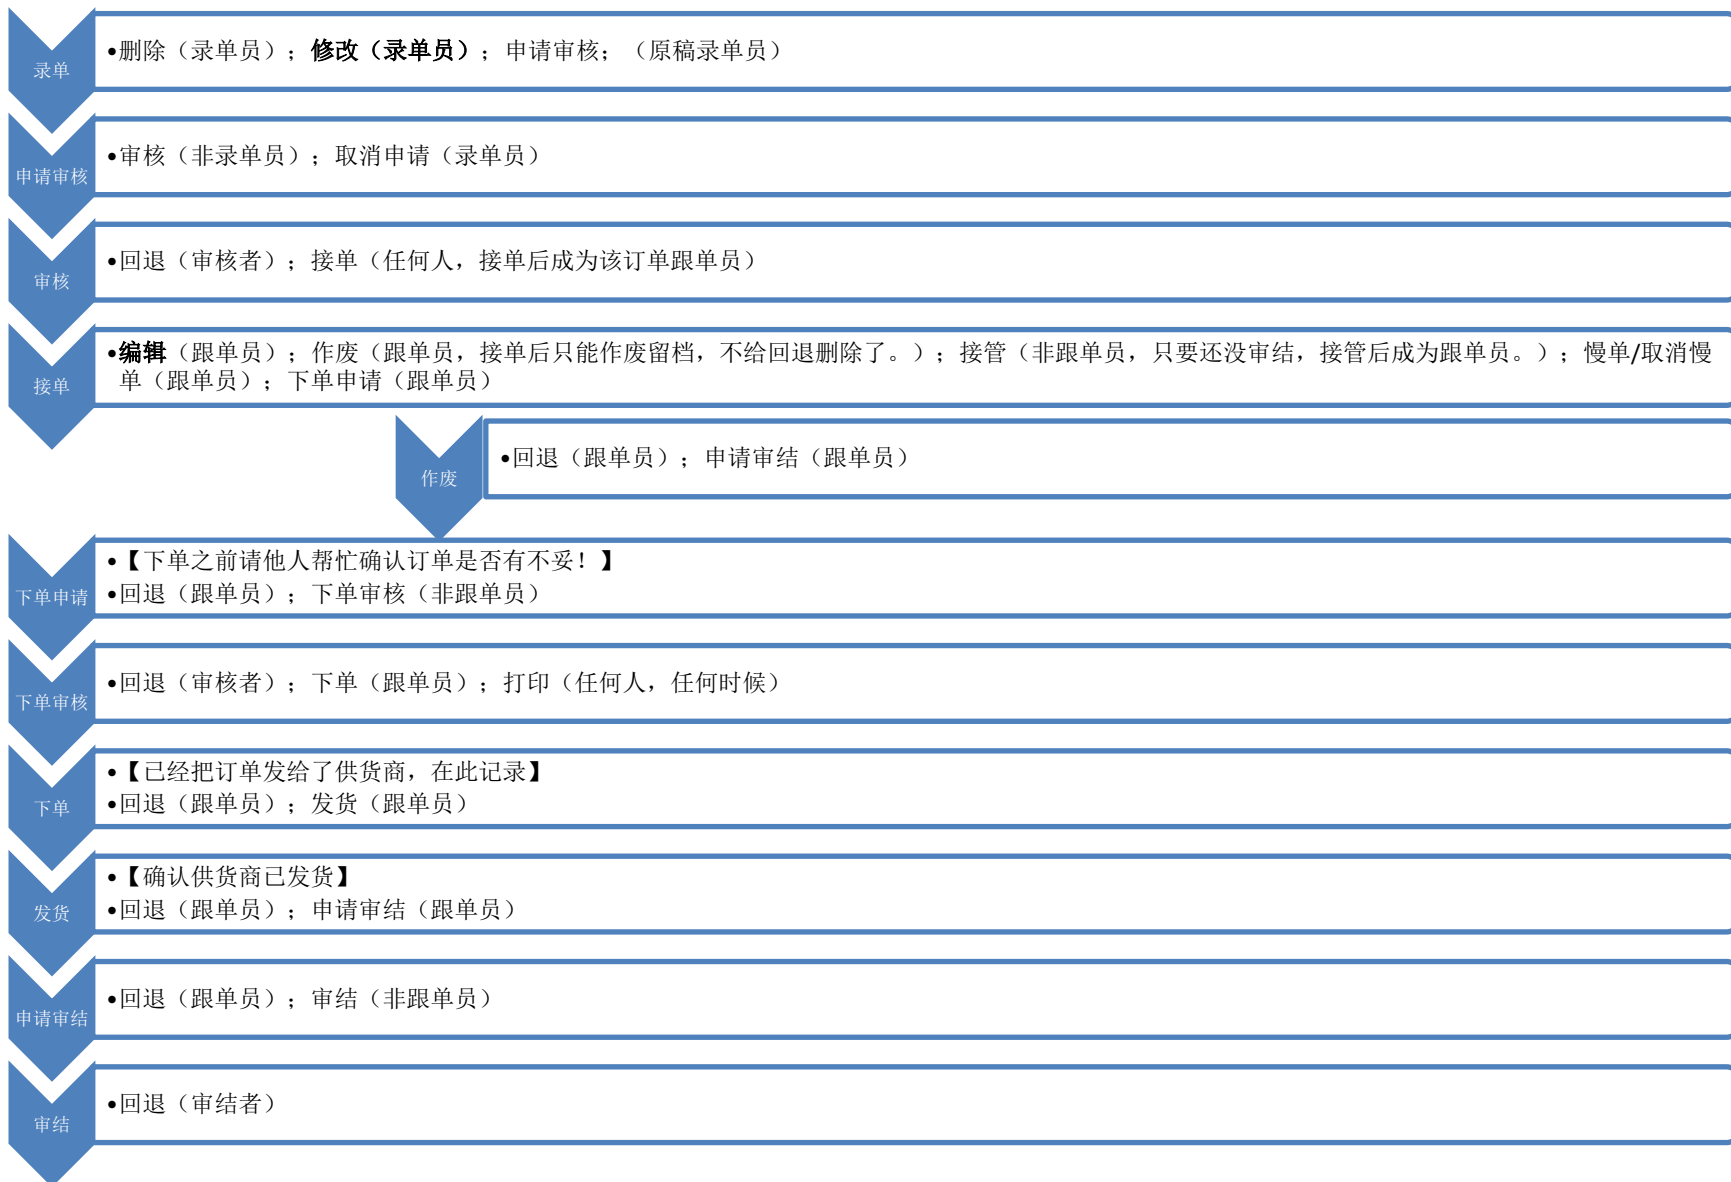 录单
•删除（录单员）；修改（录单员）；申请审核；（原稿录单员）
申请审核
•审核（非录单员）；取消申请（录单员）
审核
•回退（审核者）；接单（任何人，接单后成为该订单跟单员）
接单
•编辑（跟单员）；作废（跟单员，接单后只能作废留档，不给回退删除了。）；接管（非跟单员，只要还没审结，接管后成为跟单员。）；慢单/取消慢
单（跟单员）；下单申请（跟单员）
作废
•回退（跟单员）；申请审结（跟单员）
下单申请
•【下单之前请他人帮忙确认订单是否有不妥！】
•回退（跟单员）；下单审核（非跟单员）
下单审核
•回退（审核者）；下单（跟单员）；打印（任何人，任何时候）
下单
•【已经把订单发给了供货商，在此记录】
•回退（跟单员）；发货（跟单员）
发货
•【确认供货商已发货】
•回退（跟单员）；申请审结（跟单员）
申请审结
•回退（跟单员）；审结（非跟单员）
审结
•回退（审结者）